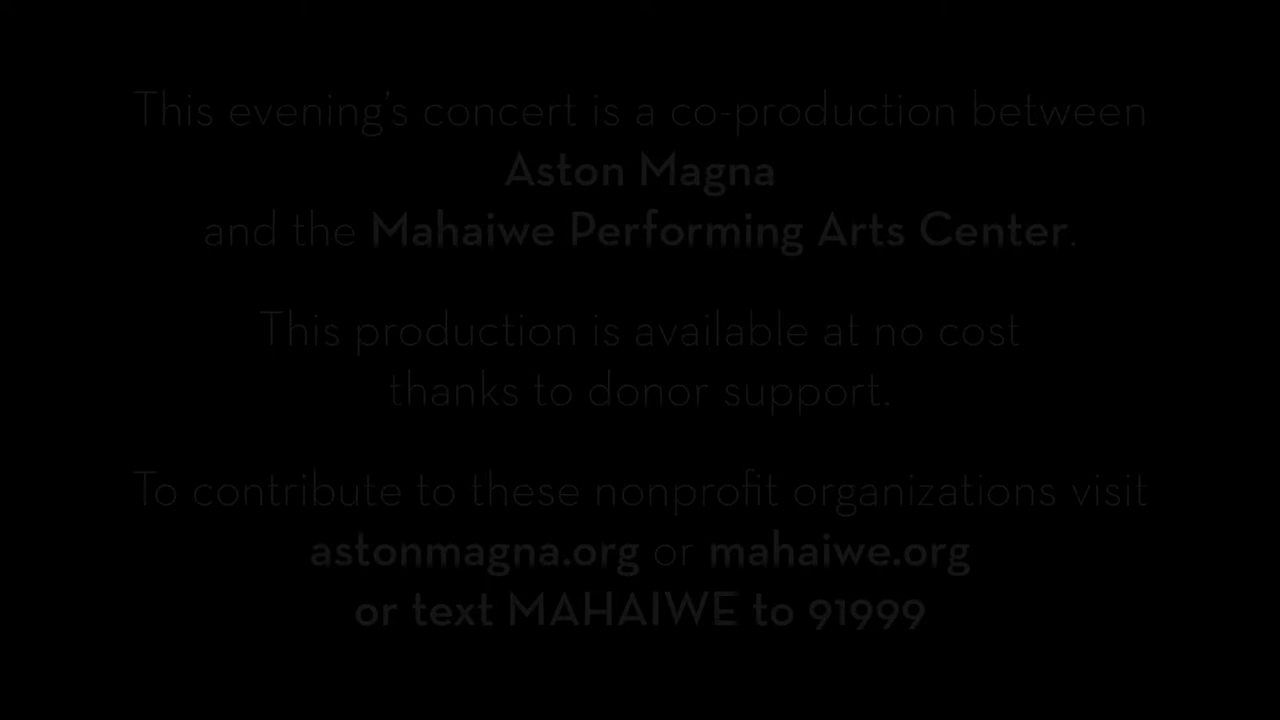 This evening’s concert is a co-production between
Aston Magna
and the Mahaiwe Performing Arts Center.
This production is available at no cost
thanks to donor support.
To contribute to these nonprofit organizations visit
astonmagna.org or mahaiwe.org
or text MAHAIWE to 91999